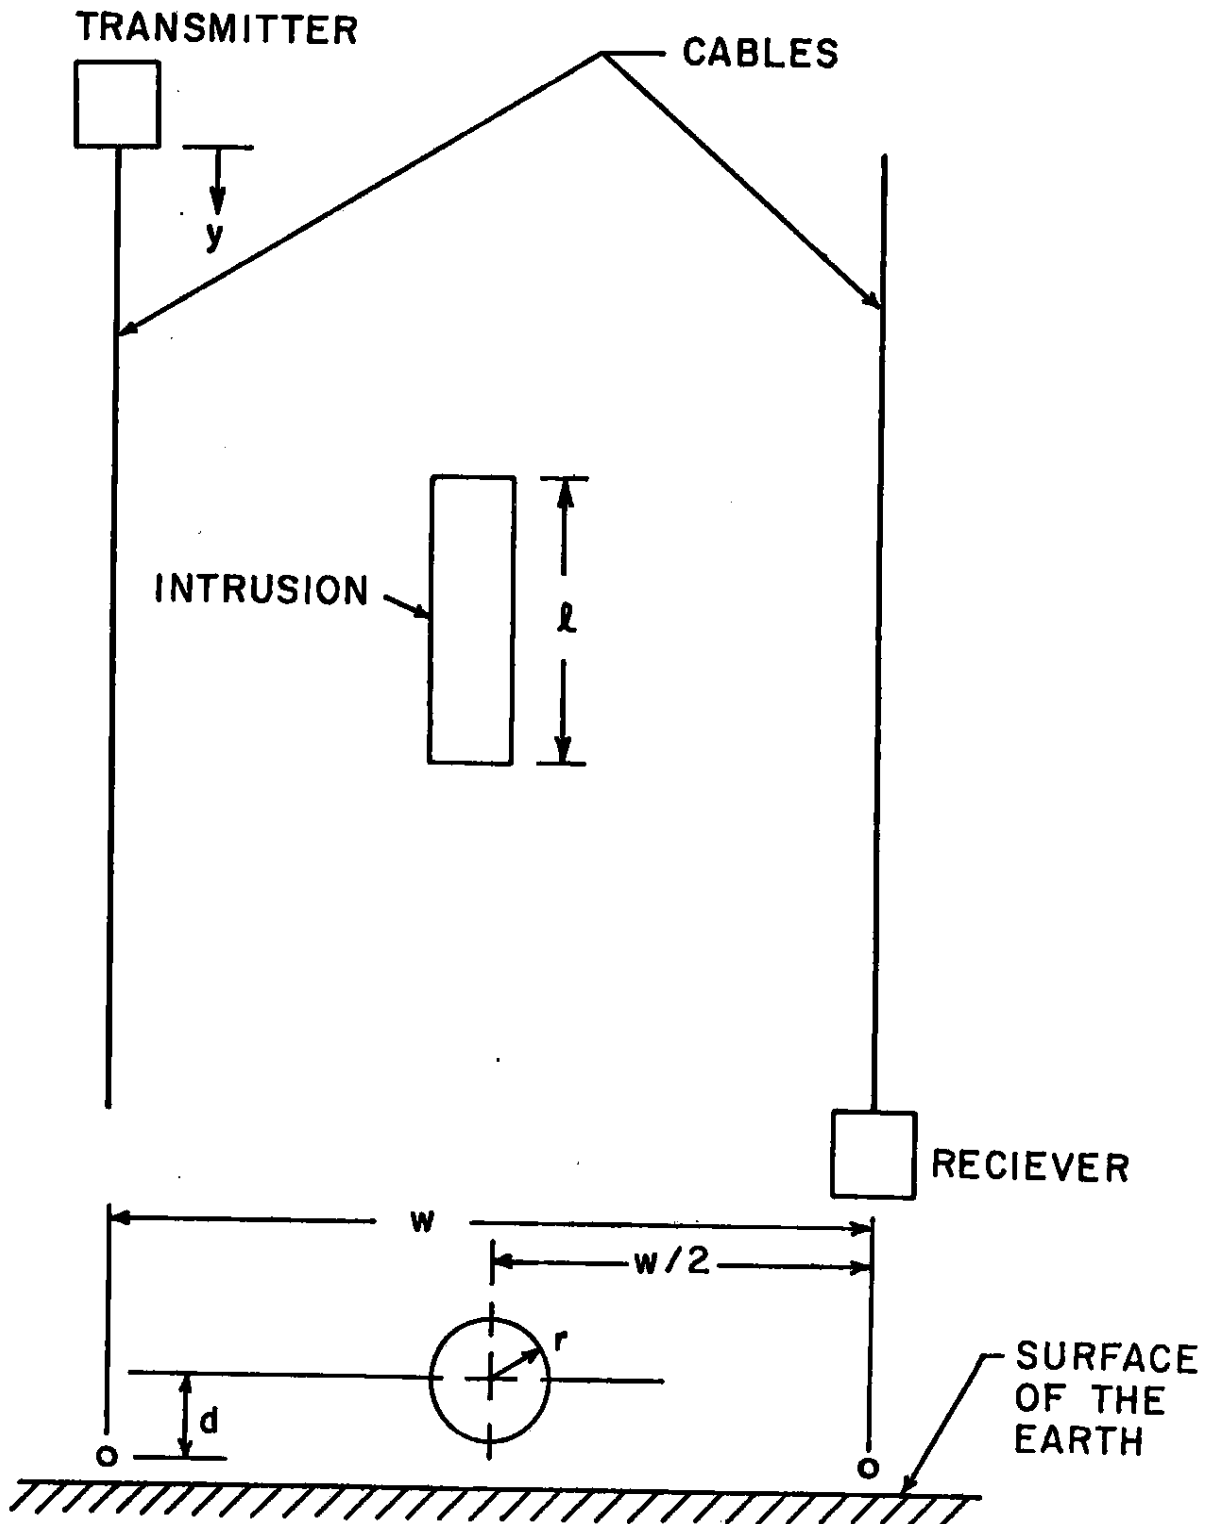 TRANSMITTER
CABLES
y
INTRUSION
ℓ
RECIEVER
w
w/2
r
d
SURFACE
OF THE
EARTH